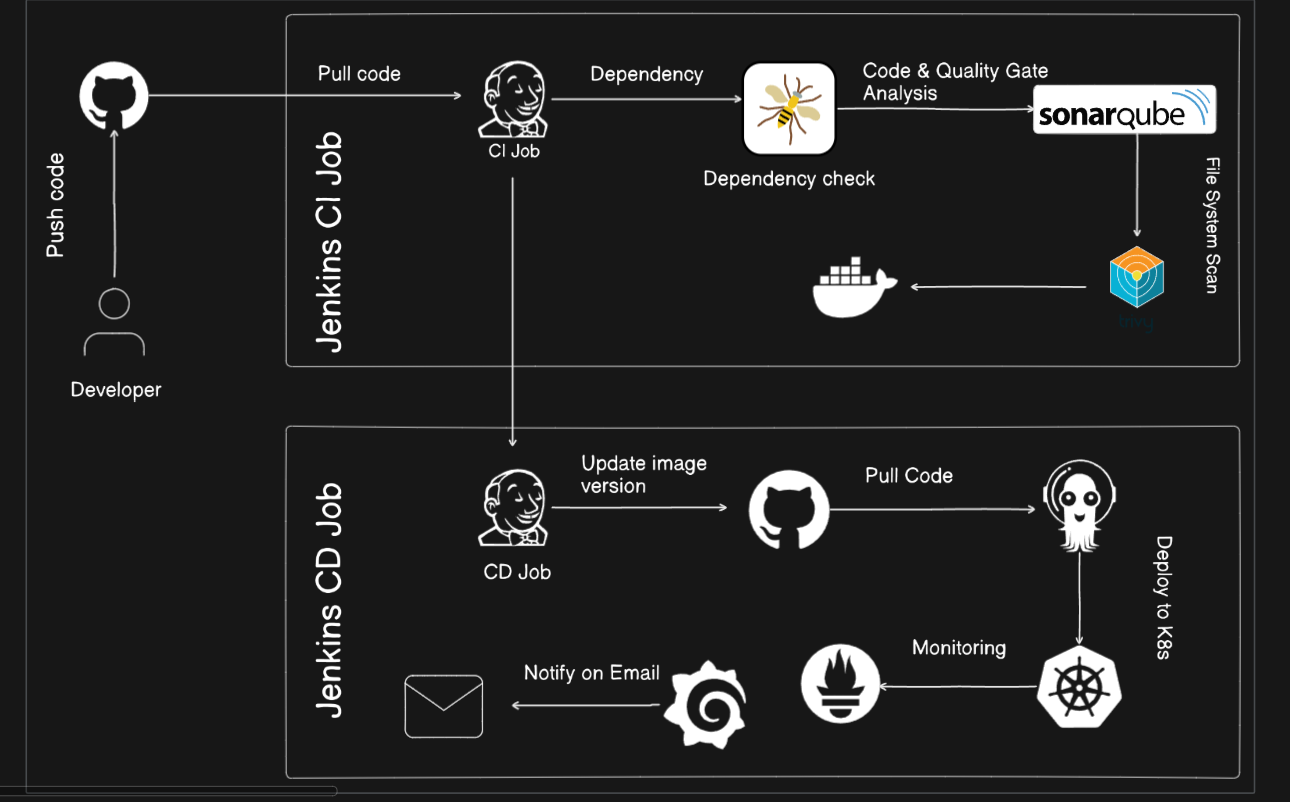 Pull code
Dependency
Code & Quality Gate
Analysis
sonarqube
CI Job
Dependency check
Push code
Jenkins CI Job
File System Scan
trivy
Developer
Update image
version
Pull Code
CD Job
Jenkins CD Job
Deploy to K8s
Monitoring
Notify on Email